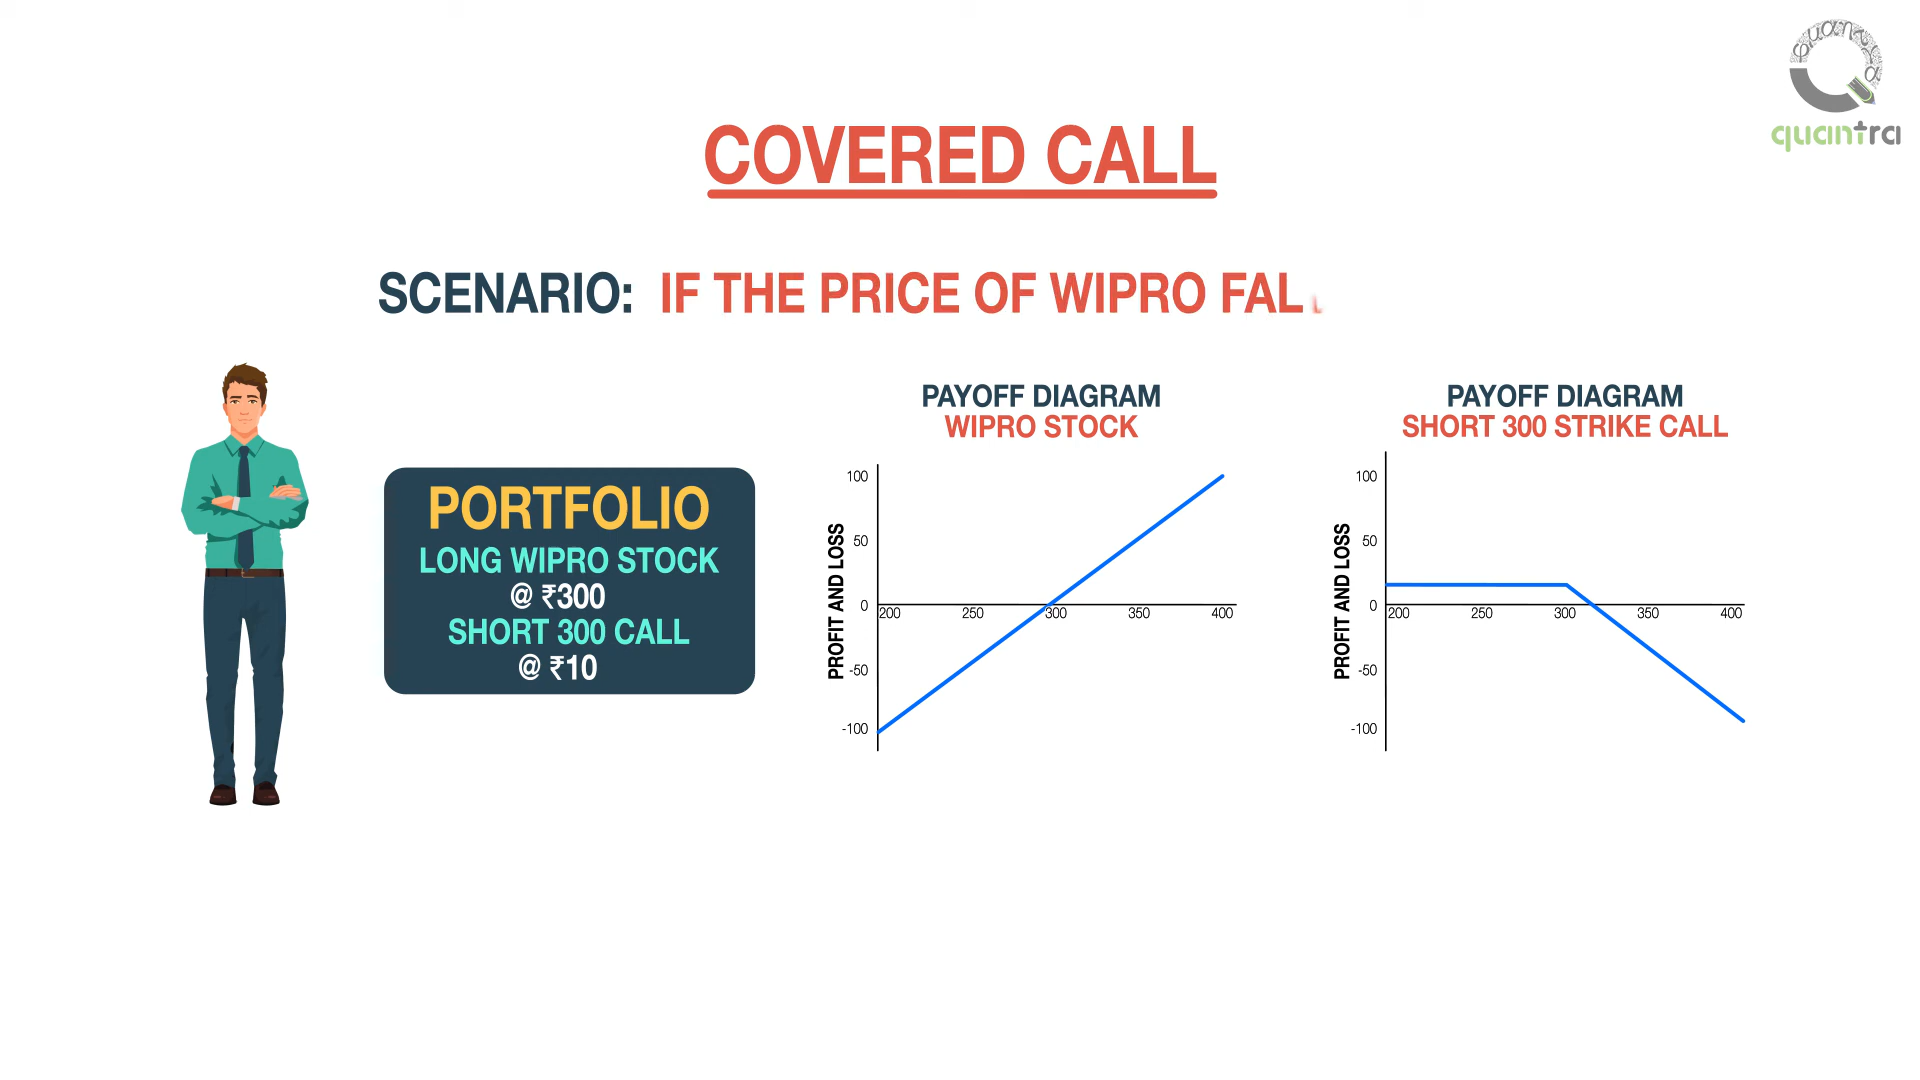 quantra
COVERED CALL
SCENARIO: IF THE PRICE OF WIPRO FAL
PAYOFF DIAGRAM
WIPRO STOCK
PAYOFF DIAGRAM
SHORT 300 STRIKE CALL
PORTFOLIO
LONG WIPRO STOCK
@ ₹300
SHORT 300 CALL
@ ₹10
PROFIT AND LOSS
100
50
0
-50
-100
200 250 300 350 400
PROFIT AND LOSS
100
50
0
-50
-100
200 250 300 350 400